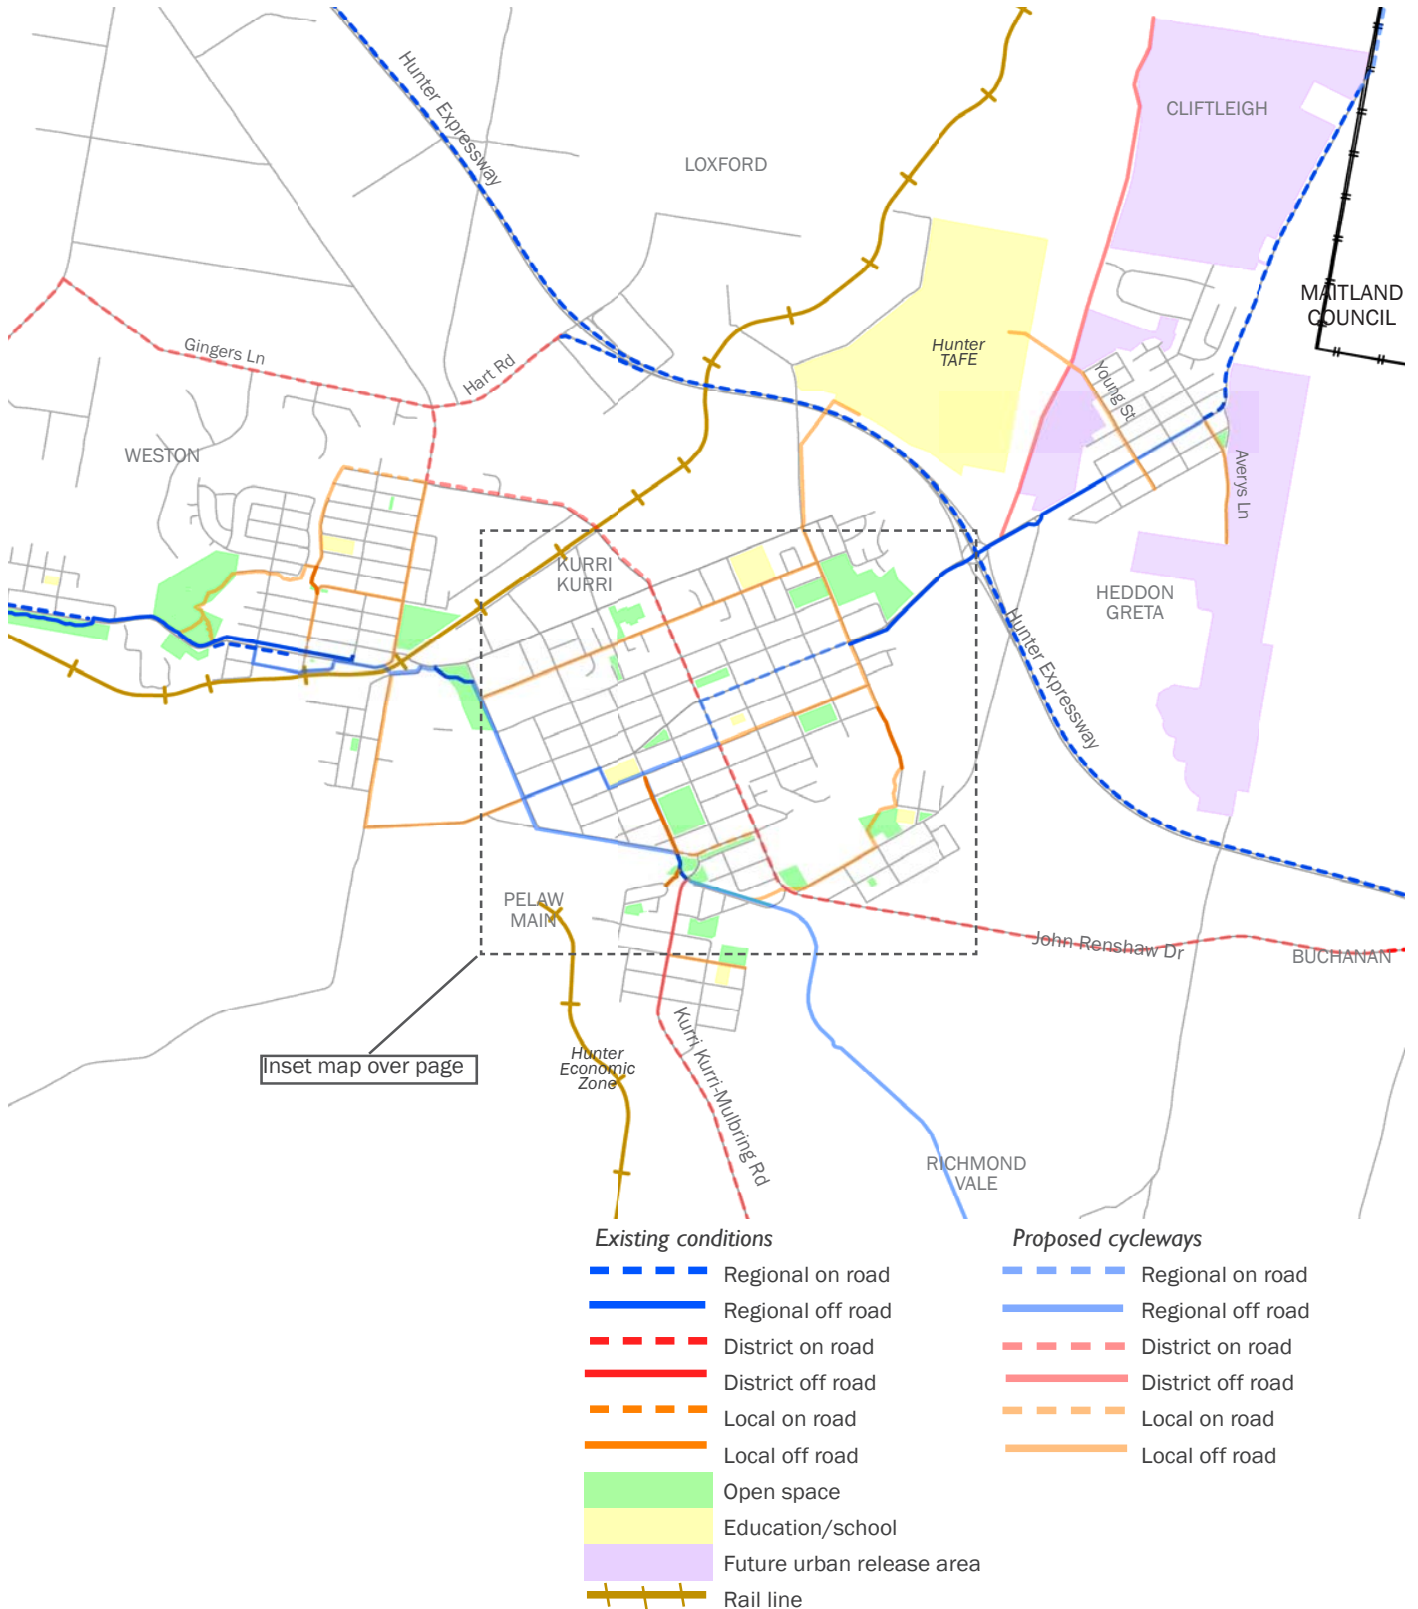 Hunter Expressway
LOXFORD
CLIFTLEIGH
MAITLAND
COUNCIL
Gingers Ln
Hart Rd
Hunter
TAFE
Young St
WESTON
Averys Ln
KURRI
KURRI
HEDDON
GRETA
Hunter Expressway
PELAW
MAIN
John Renshaw Dr
BUCHANAN
Inset map over page
Hunter
Economic
Zone
Kurri Kurri-Mulbring Rd
RICHMOND
VALE
Existing conditions
Regional on road
Regional off road
District on road
District off road
Local on road
Local off road
Open space
Education/school
Future urban release area
Rail line
Proposed cycleways
Regional on road
Regional off road
District on road
District off road
Local on road
Local off road